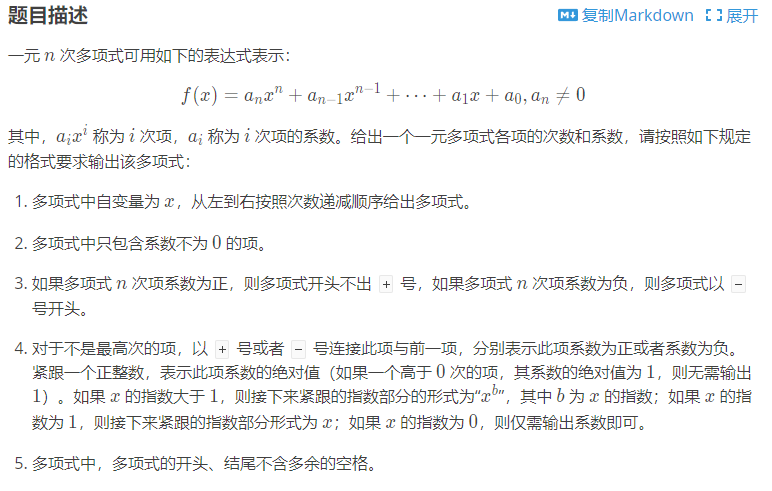 题目描述 复制Markdown 展开
一元 n 次多项式可用如下的表达式表示：
f(x) = aₙxⁿ + aₙ₋₁xⁿ⁻¹ + ⋯ + a₁x + a₀, aₙ ≠ 0
其中，aᵢxⁱ 称为 i 次项，aᵢ 称为 i 次项的系数。给出一个一元多项式各项的次数和系数，请按照如下规定
的格式要求输出该多项式：
1. 多项式中自变量为 x，从左到右按照次数递减顺序给出多项式。
2. 多项式中只包含系数不为 0 的项。
3. 如果多项式 n 次项系数为正，则多项式开头不出 + 号，如果多项式 n 次项系数为负，则多项式以 -
号开头。
4. 对于不是最高次的项，以 + 号或者 - 号连接此项与前一项，分别表示此项系数为正或者系数为负。
紧跟一个正整数，表示此项系数的绝对值（如果一个高于 0 次的项，其系数的绝对值为 1，则无需输出
1）。如果 x 的指数大于 1，则接下来紧跟的指数部分的形式为“xᵇ”，其中 b 为 x 的指数；如果 x 的指
数为 1，则接下来紧跟的指数部分形式为 x；如果 x 的指数为 0，则仅需输出系数即可。
5. 多项式中，多项式的开头、结尾不含多余的空格。